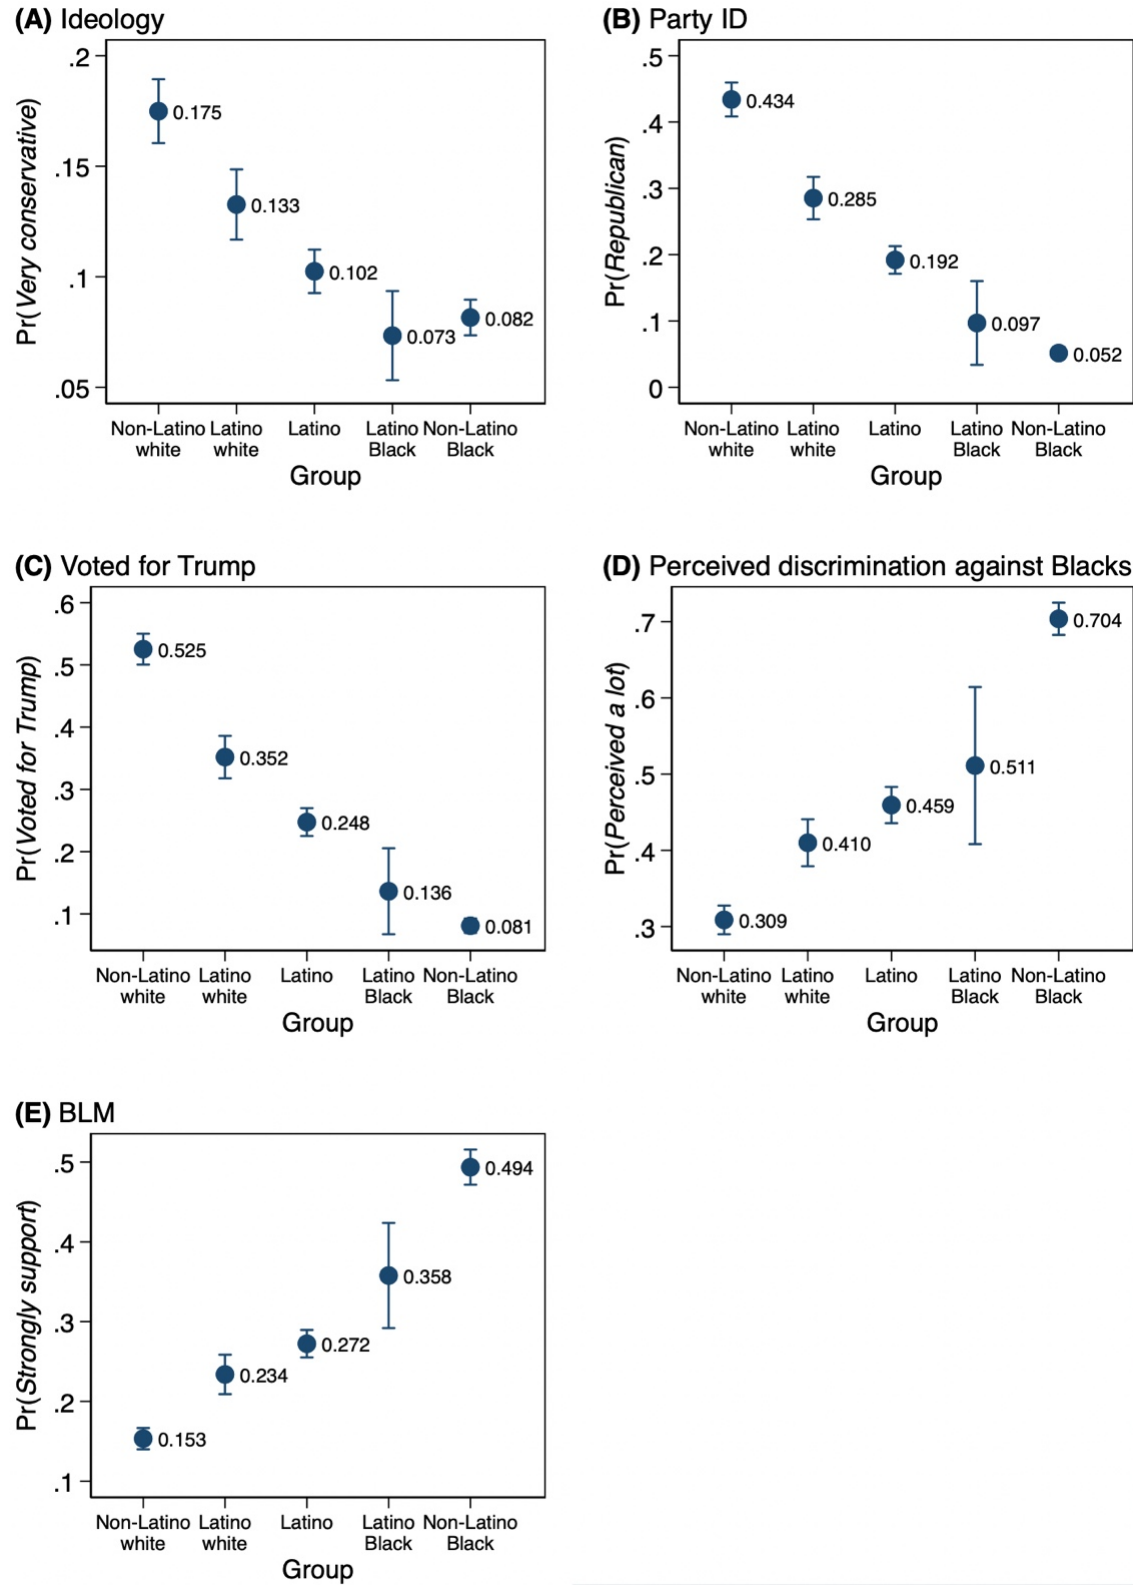 (A) Ideology
Pr(Very conservative)
.2
.15
.1
.05
0.175
0.133
0.102
0.073
0.082
Non-Latino Latino Latino Latino Non-Latino
white white Black Black
Group
(B) Party ID
Pr(Republican)
.5
.4
.3
.2
.1
0
0.434
0.285
0.192
0.097
0.052
Non-Latino Latino Latino Latino Non-Latino
white white Black Black
Group
(C) Voted for Trump
Pr(Voted for Trump)
.6
.5
.4
.3
.2
.1
0.525
0.352
0.248
0.136
0.081
Non-Latino Latino Latino Latino Non-Latino
white white Black Black
Group
(D) Perceived discrimination against Blacks
Pr(Perceived a lot)
.7
.6
.5
.4
.3
0.309
0.410
0.459
0.511
0.704
Non-Latino Latino Latino Latino Non-Latino
white white Black Black
Group
(E) BLM
Pr(Strongly support)
.5
.4
.3
.2
.1
0.153
0.234
0.272
0.358
0.494
Non-Latino Latino Latino Latino Non-Latino
white white Black Black
Group